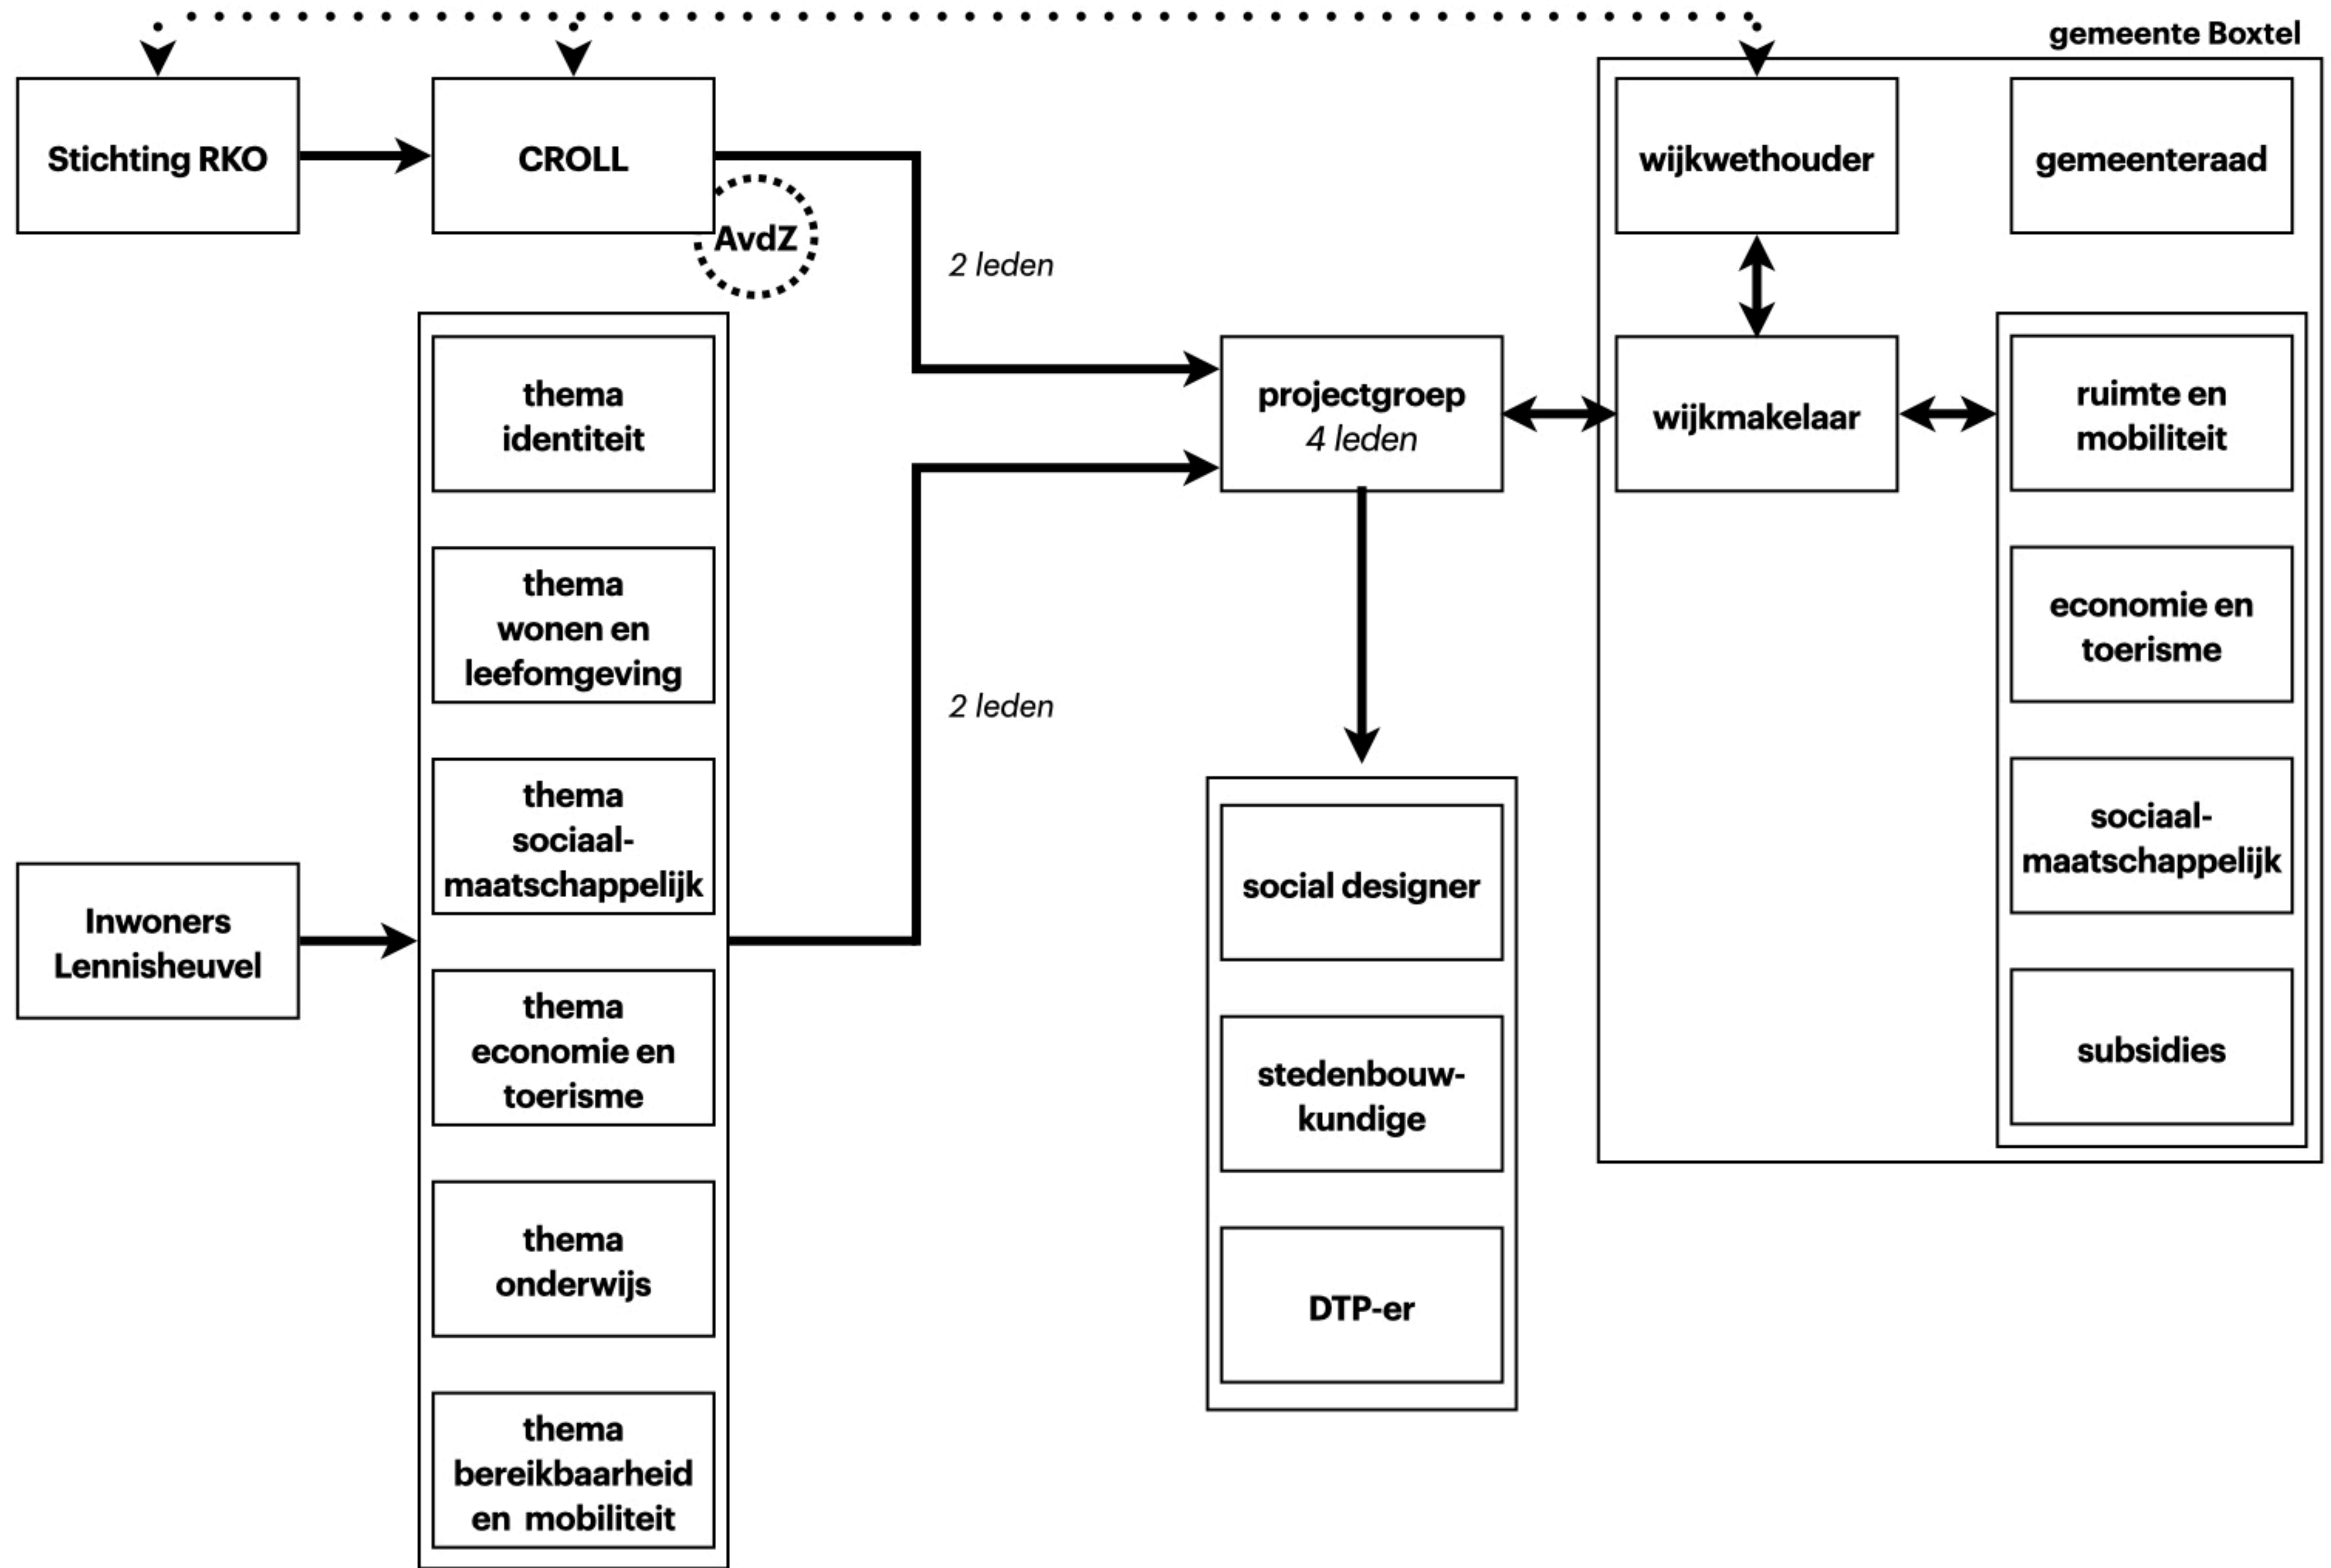 gemeente Boxtel
Stichting RKO
CROLL
AvdZ
wijkwethouder
gemeenteraad
2 leden
thema
identiteit
thema
wonen en
leefomgeving
thema
sociaal-
maatschappelijk
thema
economie en
toerisme
thema
onderwijs
thema
bereikbaarheid
en mobiliteit
Inwoners
Lennisheuvel
2 leden
projectgroep
4 leden
social designer
stedenbouw-
kundige
DTP-er
wijkmakelaar
ruimte en
mobiliteit
economie en
toerisme
sociaal-
maatschappelijk
subsidies